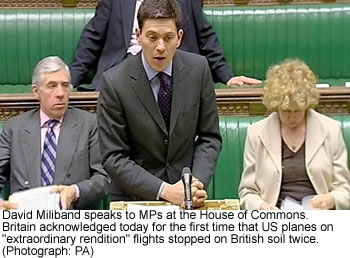 David Miliband speaks to MPs at the House of Commons.
Britain acknowledged today for the first time that US planes on
"extraordinary rendition" flights stopped on British soil twice.
(Photograph: PA)